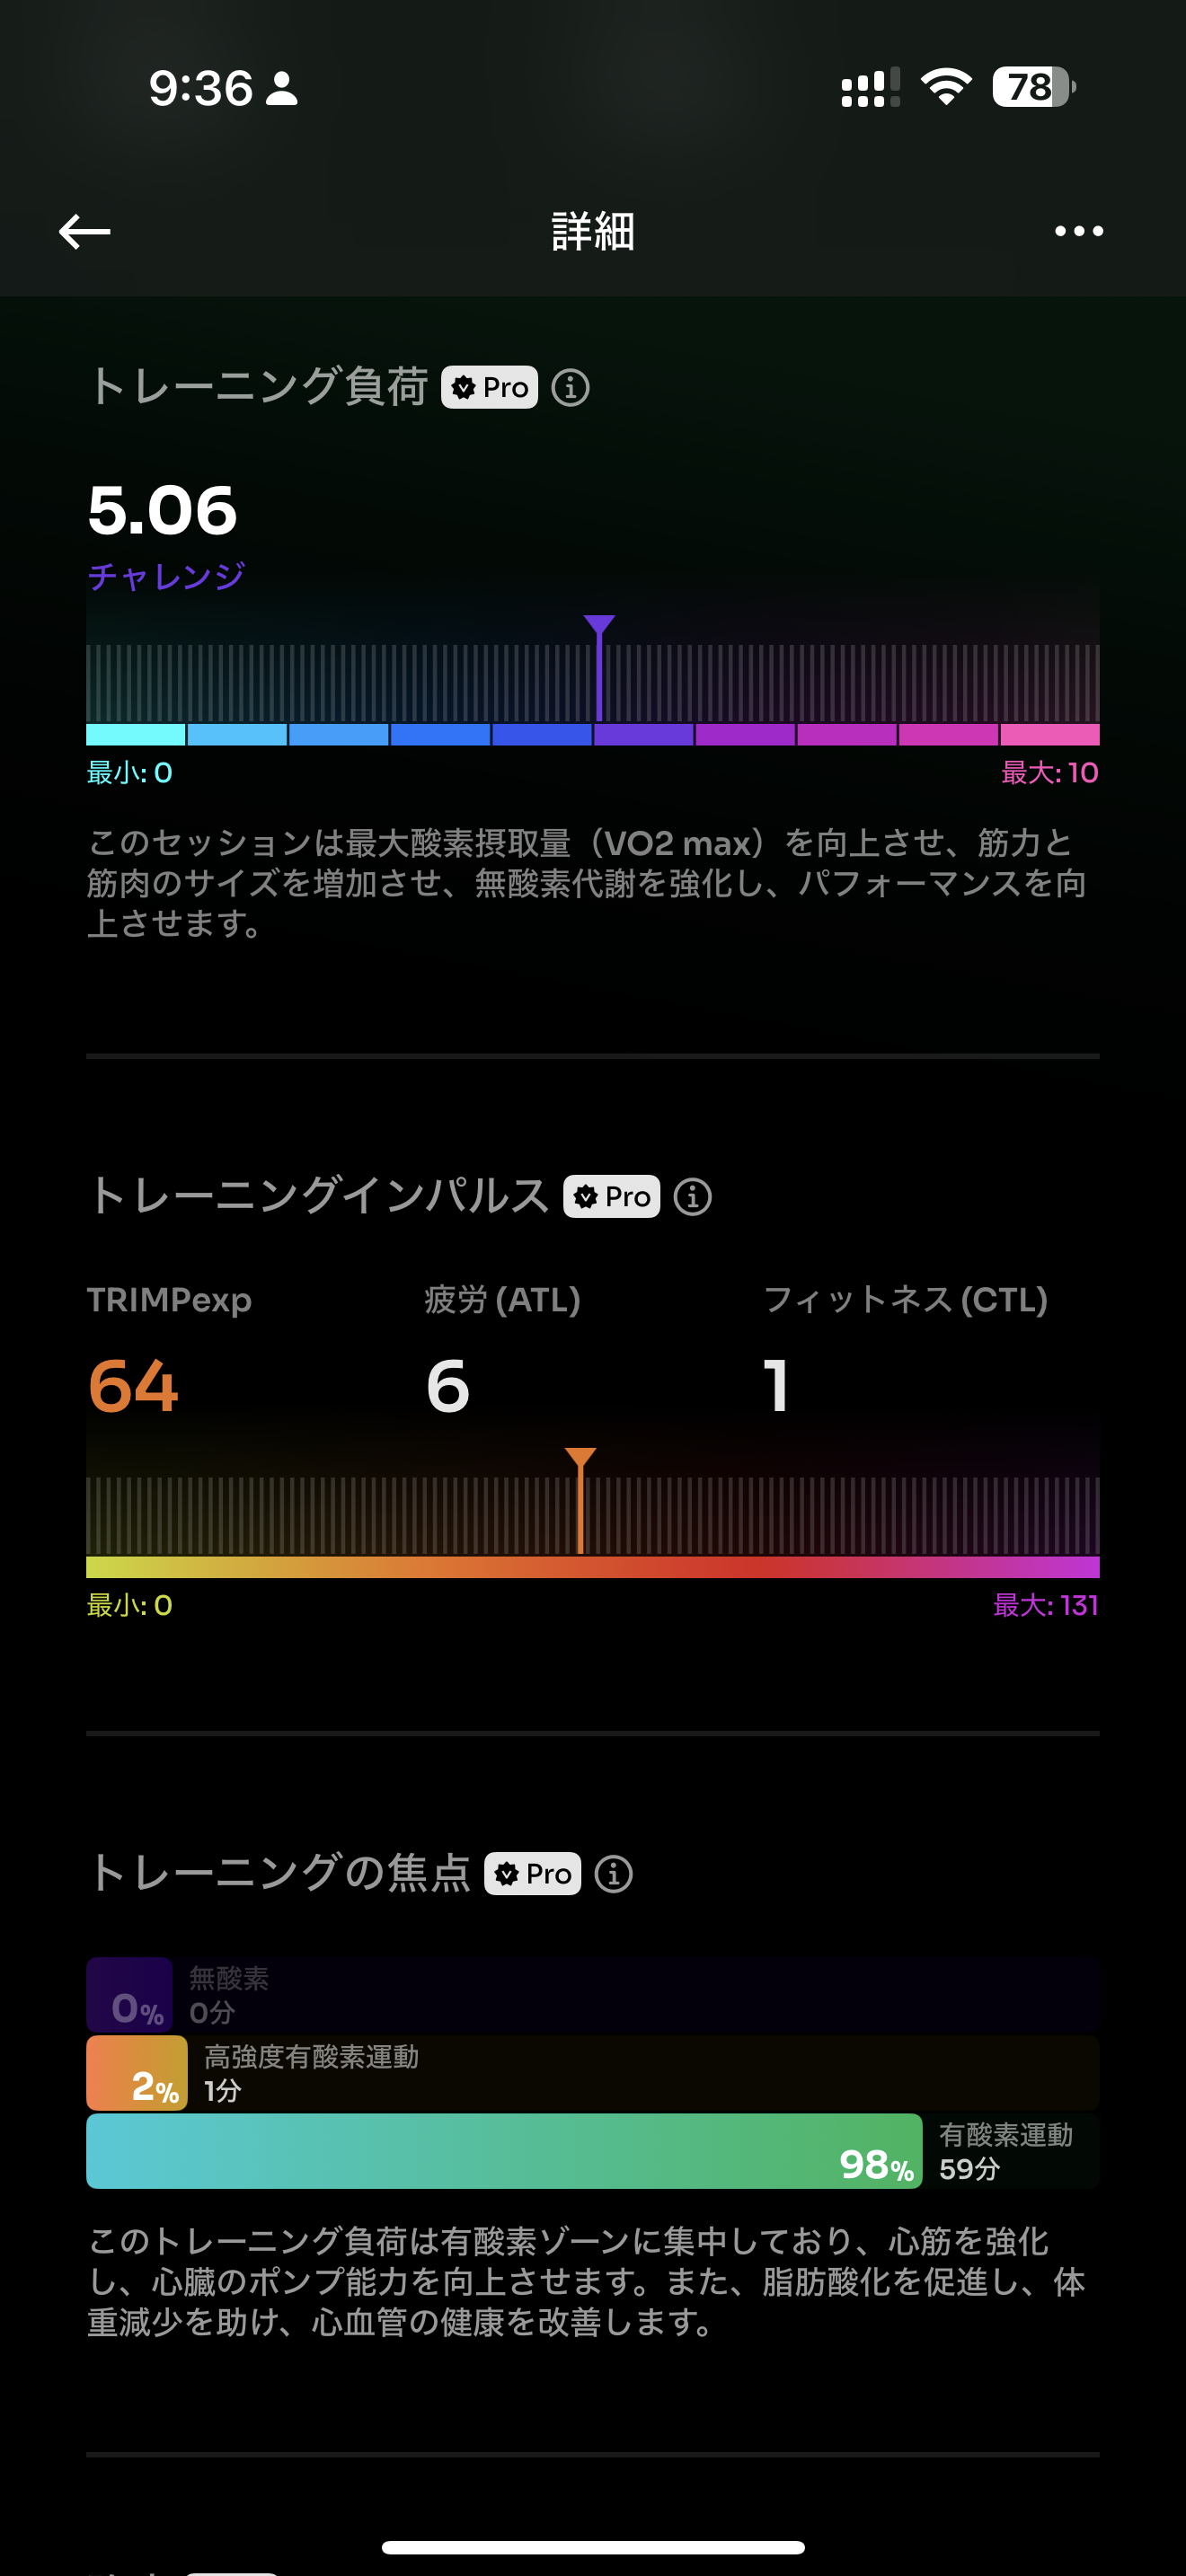 9:36
78
詳細
トレーニング負荷 Pro
5.06
チャレンジ
最小: 0 最大: 10
このセッションは最大酸素摂取量（VO2 max）を向上させ、筋力と
筋肉のサイズを増加させ、無酸素代謝を強化し、パフォーマンスを向
上させます。
トレーニングインパルス Pro
TRIMPexp 疲労 (ATL) フィットネス (CTL)
64 6 1
最小: 0 最大: 131
トレーニングの焦点 Pro
0% 無酸素
0分
2% 高強度有酸素運動
1分
98% 有酸素運動
59分
このトレーニング負荷は有酸素ゾーンに集中しており、心筋を強化
し、心臓のポンプ能力を向上させます。また、脂肪酸化を促進し、体
重減少を助け、心血管の健康を改善します。